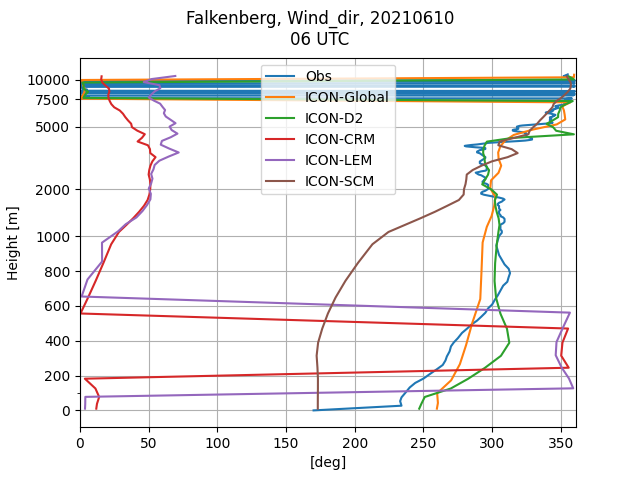 Falkenberg, Wind_dir, 20210610
06 UTC
Obs
ICON-Global
ICON-D2
ICON-CRM
ICON-LEM
ICON-SCM
Height [m]
10000
7500
5000
2000
1000
800
600
400
200
0
0 50 100 150 200 250 300 350
[deg]